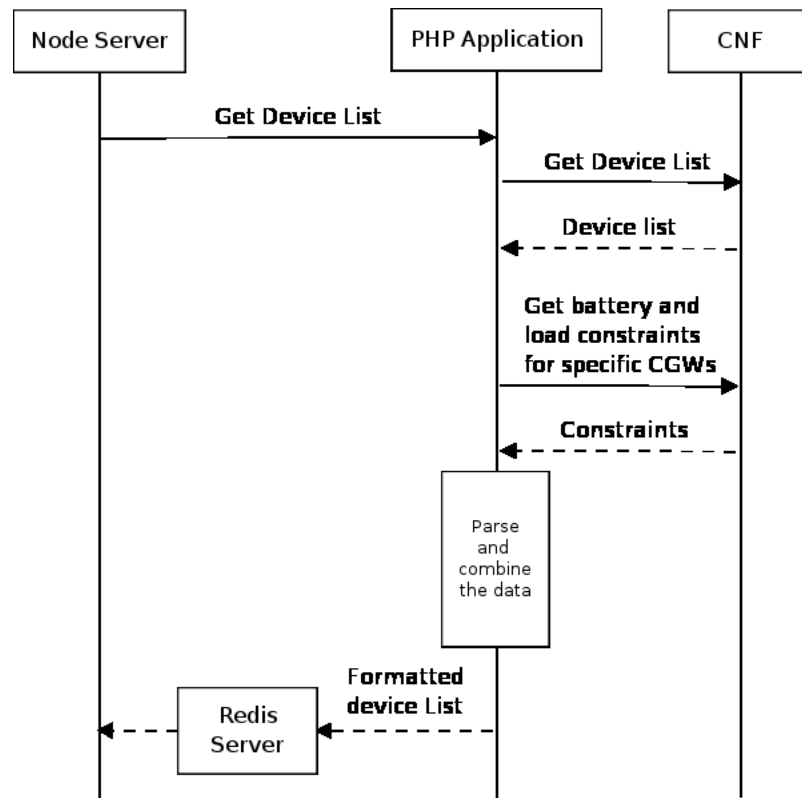 Node Server
PHP Application
CNF
Get Device List
Get Device List
Device list
Get battery and
load constraints
for specific CGWs
Constraints
Parse
and
combine
the data
Formatted
device List
Redis
Server